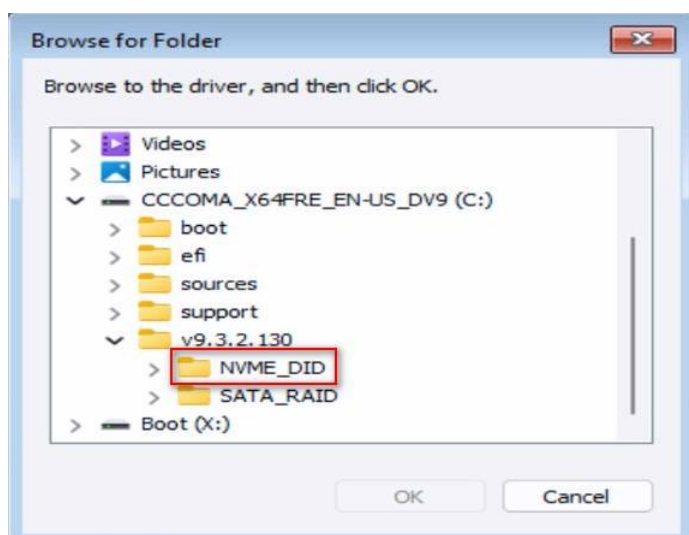 Browse for Folder
Browse to the driver, and then click OK.
Videos
Pictures
CCCOMA_X64FRE_EN-US_DV9 (C:)
boot
efi
sources
support
v9.3.2.130
NVME_DID
SATA_RAID
Boot (X:)
OK Cancel